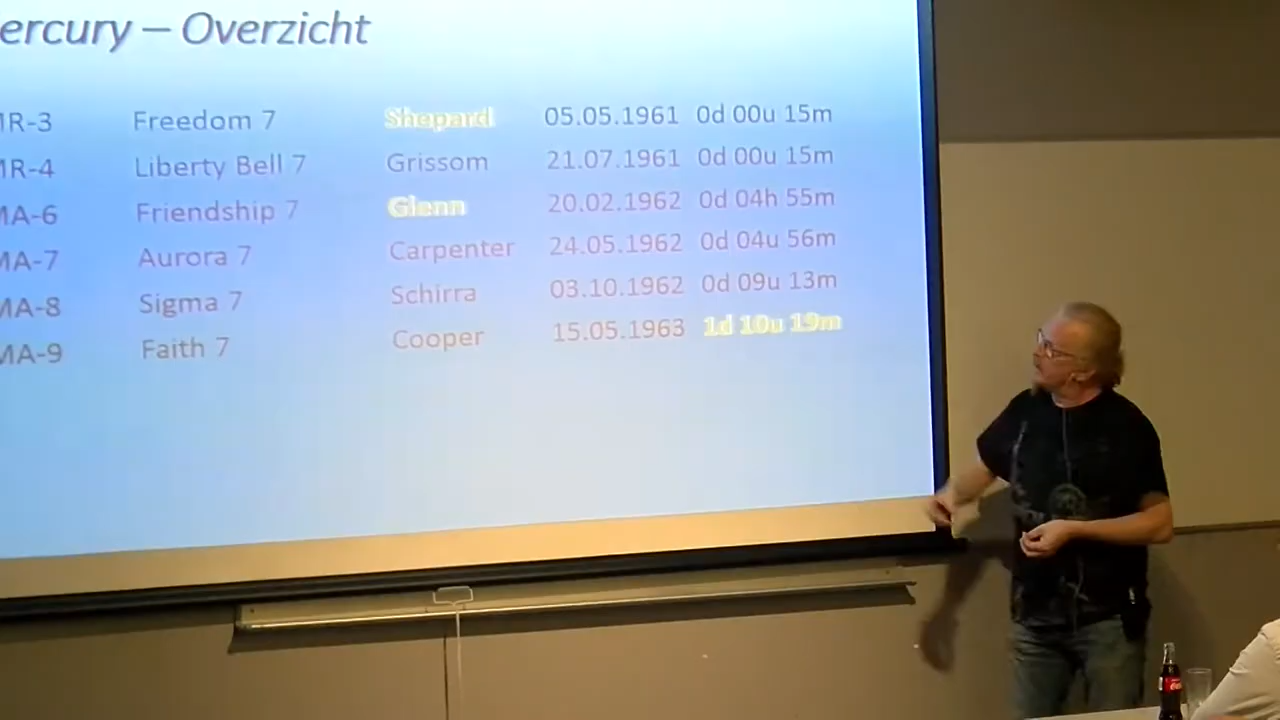 ercury – Overzicht
MR-3 Freedom 7 Shepard 05.05.1961 0d 00u 15m
MR-4 Liberty Bell 7 Grissom 21.07.1961 0d 00u 15m
MA-6 Friendship 7 Glenn 20.02.1962 0d 04h 55m
MA-7 Aurora 7 Carpenter 24.05.1962 0d 04u 56m
MA-8 Sigma 7 Schirra 03.10.1962 0d 09u 13m
MA-9 Faith 7 Cooper 15.05.1963 1d 10u 19m